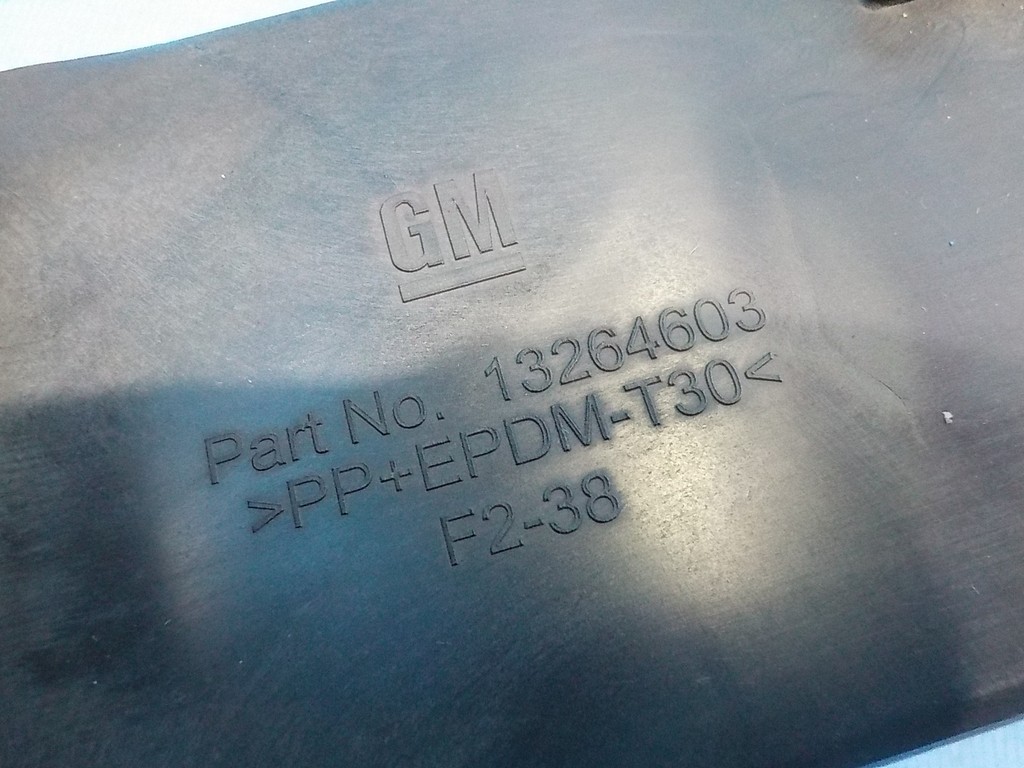 GM
Part No. 13264603
>PP+EPDM-T30<
F2-38